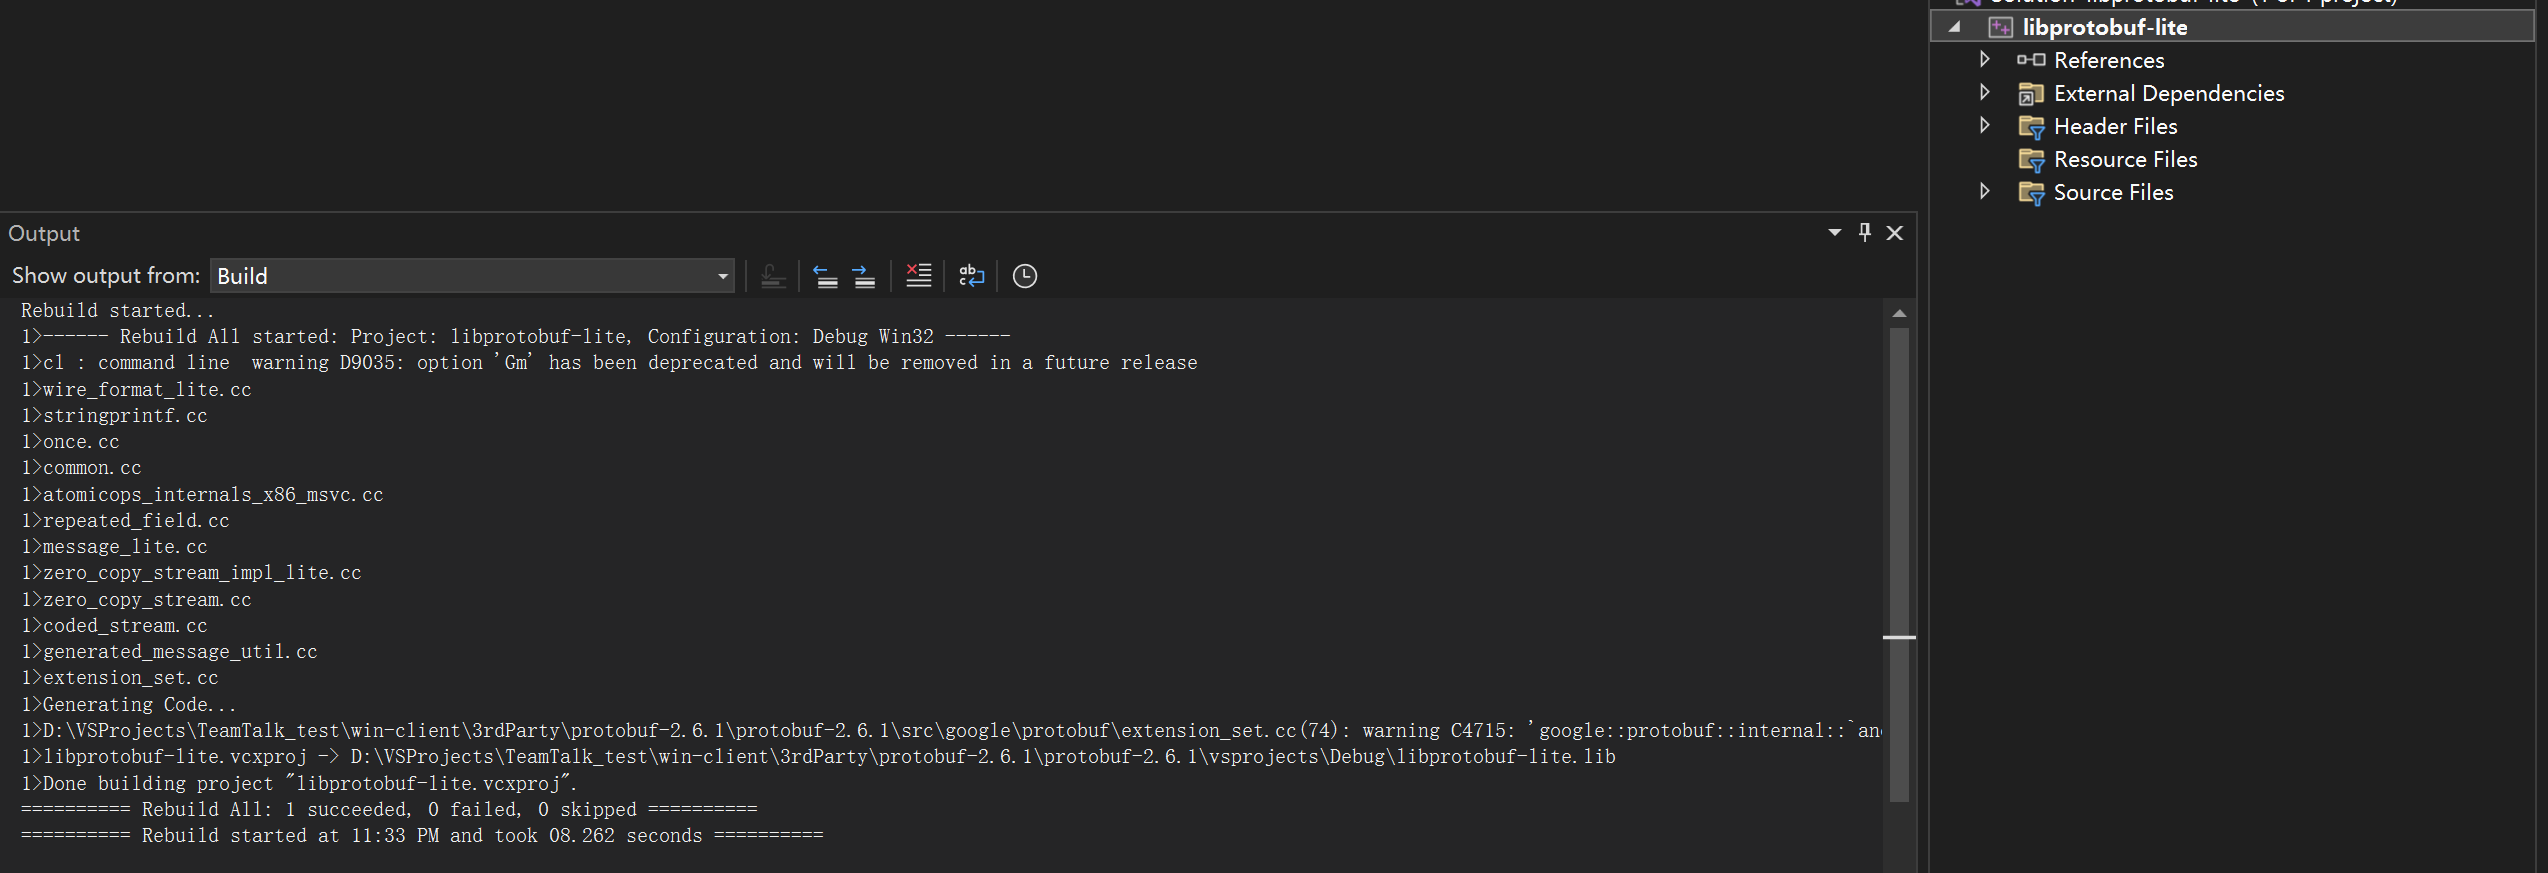 libprotobuf-lite
References
External Dependencies
Header Files
Resource Files
Source Files
Output
Show output from: Build
Rebuild started...
1>------ Rebuild All started: Project: libprotobuf-lite, Configuration: Debug Win32 ------
1>cl : command line  warning D9035: option 'Gm' has been deprecated and will be removed in a future release
1>wire_format_lite.cc
1>stringprintf.cc
1>once.cc
1>common.cc
1>atomicops_internals_x86_msvc.cc
1>repeated_field.cc
1>message_lite.cc
1>zero_copy_stream_impl_lite.cc
1>zero_copy_stream.cc
1>coded_stream.cc
1>generated_message_util.cc
1>extension_set.cc
1>Generating Code...
1>D:\VSProjects\TeamTalk_test\win-client\3rdParty\protobuf-2.6.1\protobuf-2.6.1\src\google\protobuf\extension_set.cc(74): warning C4715: 'google::protobuf::internal::`an
1>libprotobuf-lite.vcxproj -> D:\VSProjects\TeamTalk_test\win-client\3rdParty\protobuf-2.6.1\protobuf-2.6.1\vsprojects\Debug\libprotobuf-lite.lib
1>Done building project "libprotobuf-lite.vcxproj".
========== Rebuild All: 1 succeeded, 0 failed, 0 skipped ==========
========== Rebuild started at 11:33 PM and took 08.262 seconds ==========